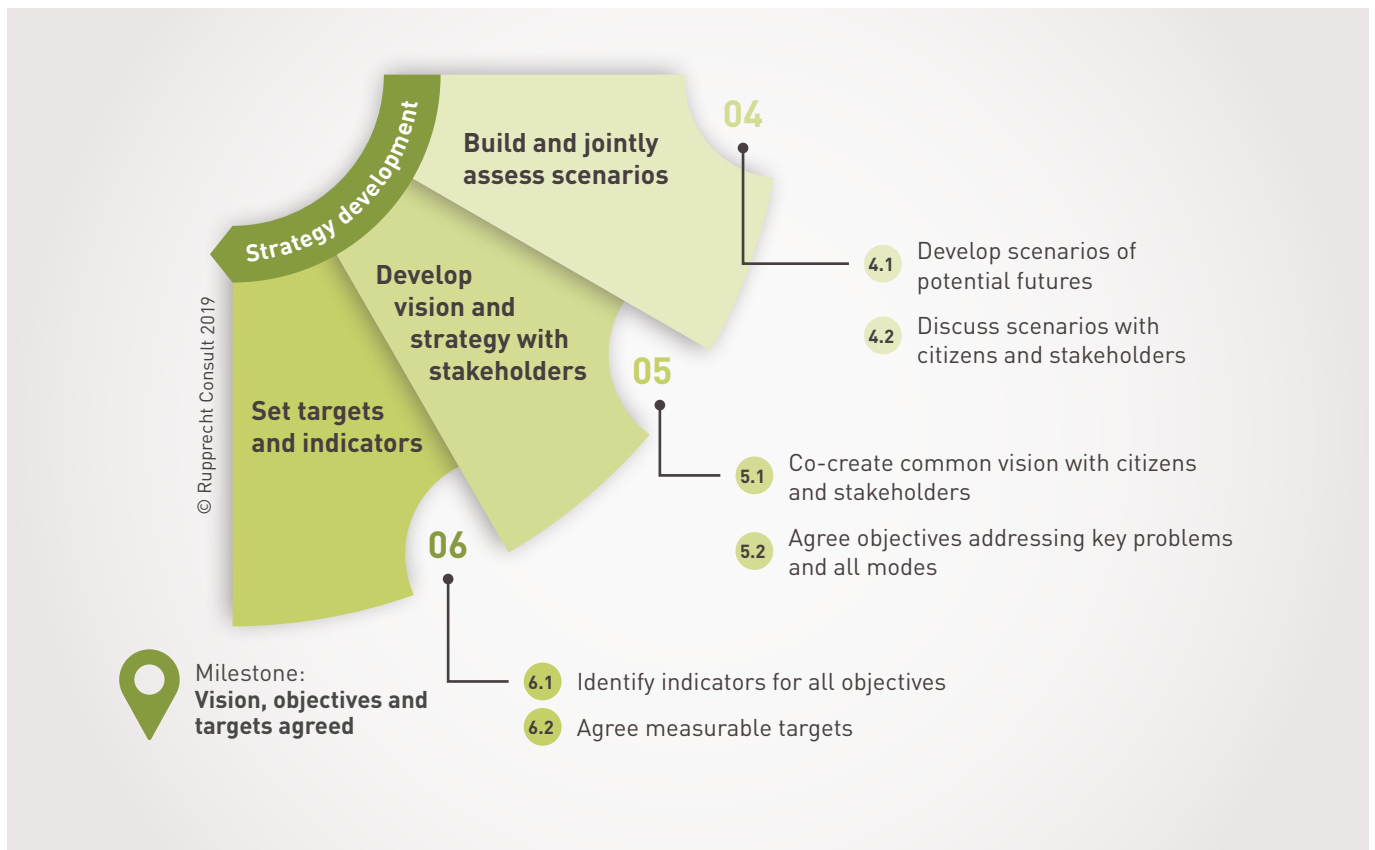 Strategy development
Build and jointly
assess scenarios
04
4.1
Develop scenarios of
potential futures
4.2
Discuss scenarios with
citizens and stakeholders
Develop
vision and
strategy with
stakeholders
05
5.1
Co-create common vision with citizens
and stakeholders
5.2
Agree objectives addressing key problems
and all modes
Set targets
and indicators
06
6.1
Identify indicators for all objectives
6.2
Agree measurable targets
Milestone:
Vision, objectives and
targets agreed
© Rupprecht Consult 2019